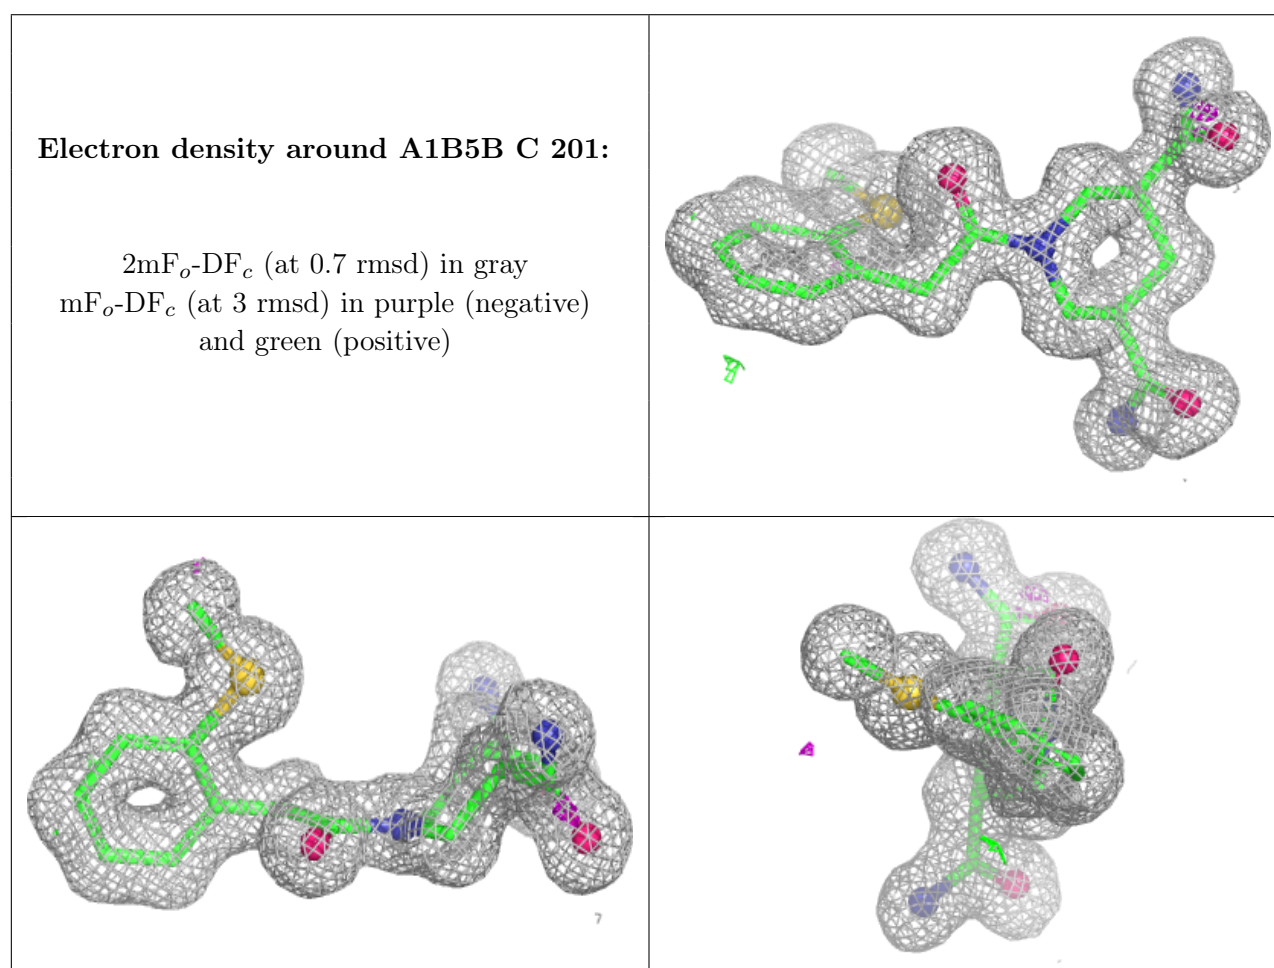 Electron density around A1B5B C 201:
2mFo-DFc (at 0.7 rmsd) in gray
mFo-DFc (at 3 rmsd) in purple (negative)
and green (positive)